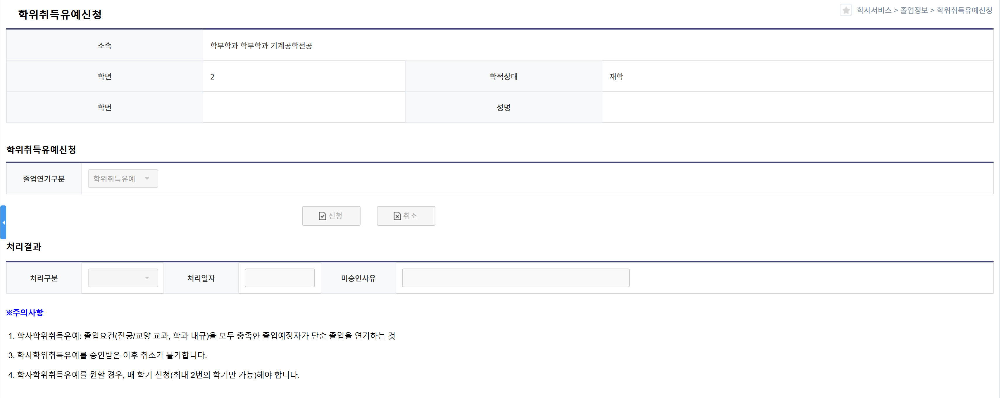 학위취득유예신청
학사서비스 > 졸업정보 > 학위취득유예신청
소속 학부학과 학부학과 기계공학전공
학년 2 학적상태 재학
학번 성명
학위취득유예신청
졸업연기구분 학위취득유예
신청 취소
처리결과
처리구분 처리일자 미승인사유
※주의사항
1. 학사학위취득유예: 졸업요건(전공/교양 교과, 학과 내규)을 모두 충족한 졸업예정자가 단순 졸업을 연기하는 것
3. 학사학위취득유예를 승인받은 이후 취소가 불가합니다.
4. 학사학위취득유예를 원할 경우, 매 학기 신청(최대 2번의 학기만 가능)해야 합니다.